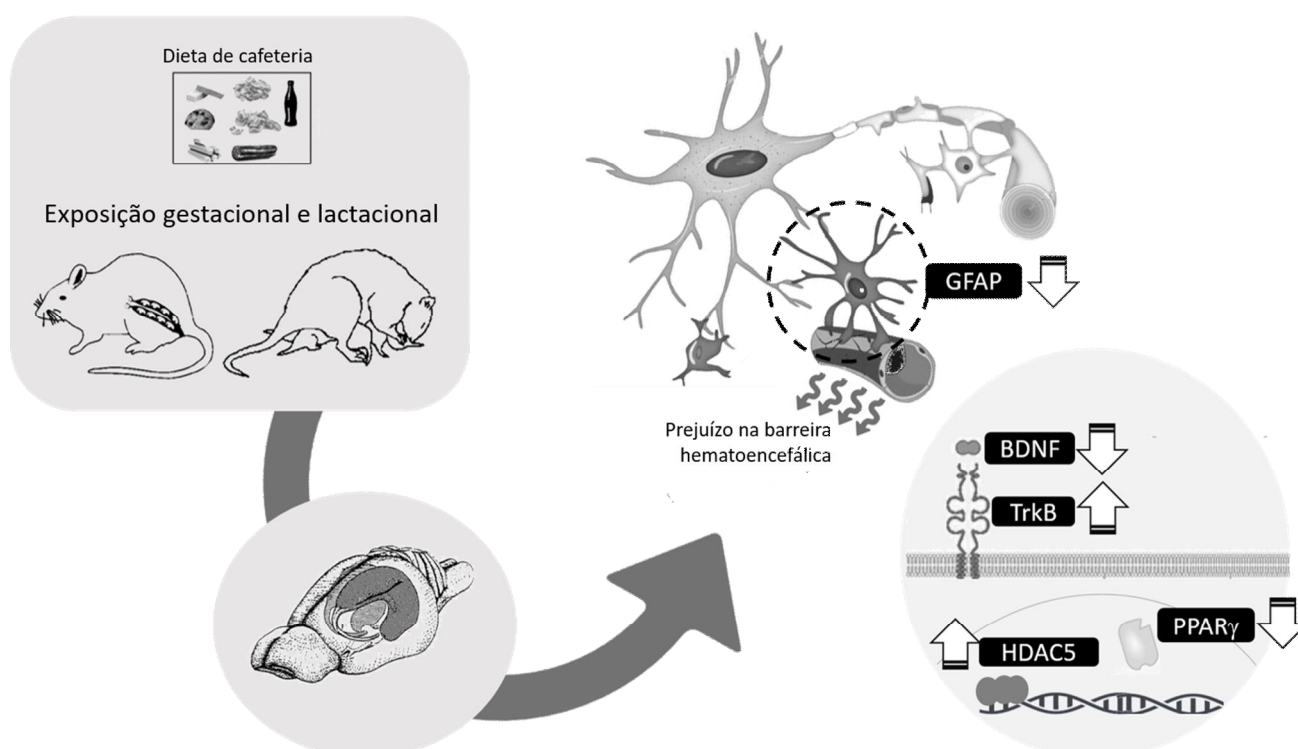 Dieta de cafeteria
Exposição gestacional e lactacional
GFAP
Prejuízo na barreira
hematoencefálica
BDNF
TrkB
PPARγ
HDAC5